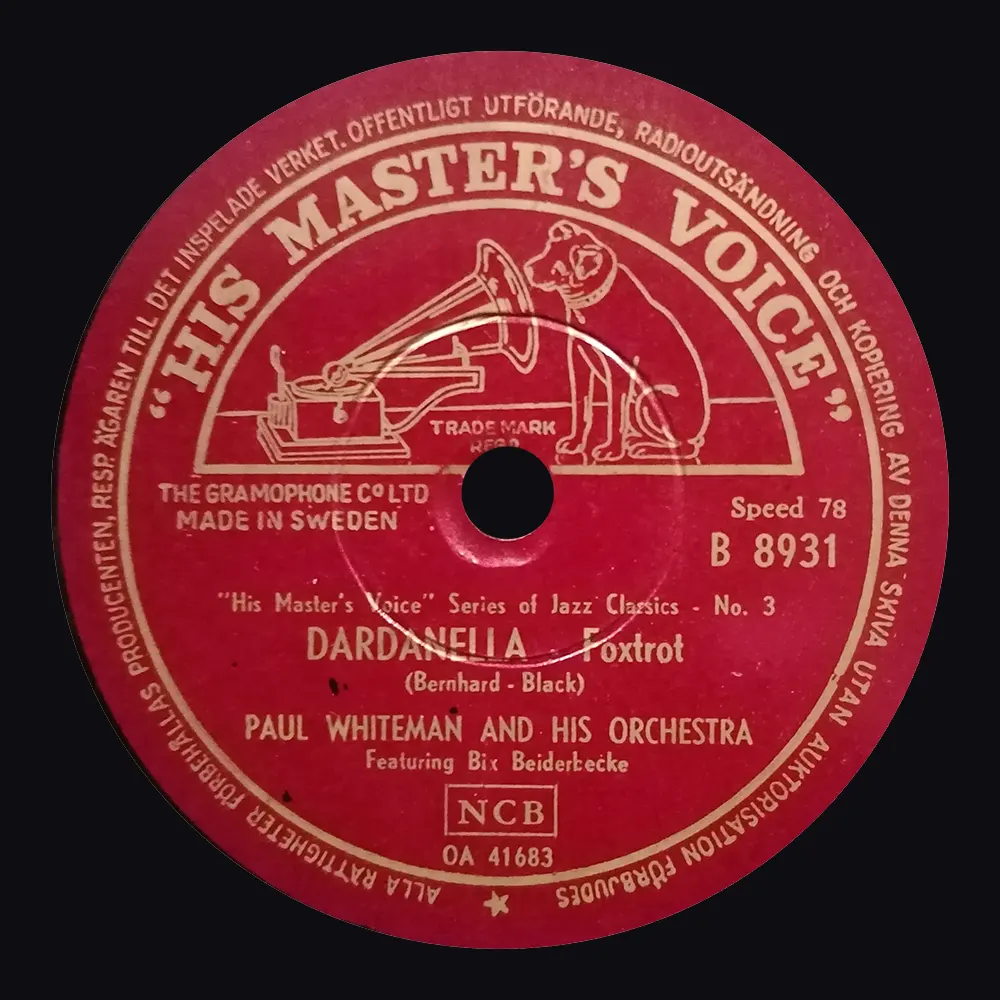 ALLA RÄTTIGHETER FÖRBEHÅLLAS PRODUCENTEN, RESP ÄGAREN TILL DET INSPELADE VERKET. OFFENTLIGT UTFÖRANDE, RADIOUTSÄNDNING OCH KOPIERING AV DENNA SKIVA UTAN AUKTORISATION FÖRBJUDES
"HIS MASTER'S VOICE"
TRADE MARK
REGD
THE GRAMOPHONE Cº LTD
MADE IN SWEDEN
Speed 78
B 8931
"His Master's Voice" Series of Jazz Classics - No. 3
DARDANELLA - Foxtrot
(Bernhard - Black)
PAUL WHITEMAN AND HIS ORCHESTRA
Featuring Bix Beiderbecke
NCB
OA 41683